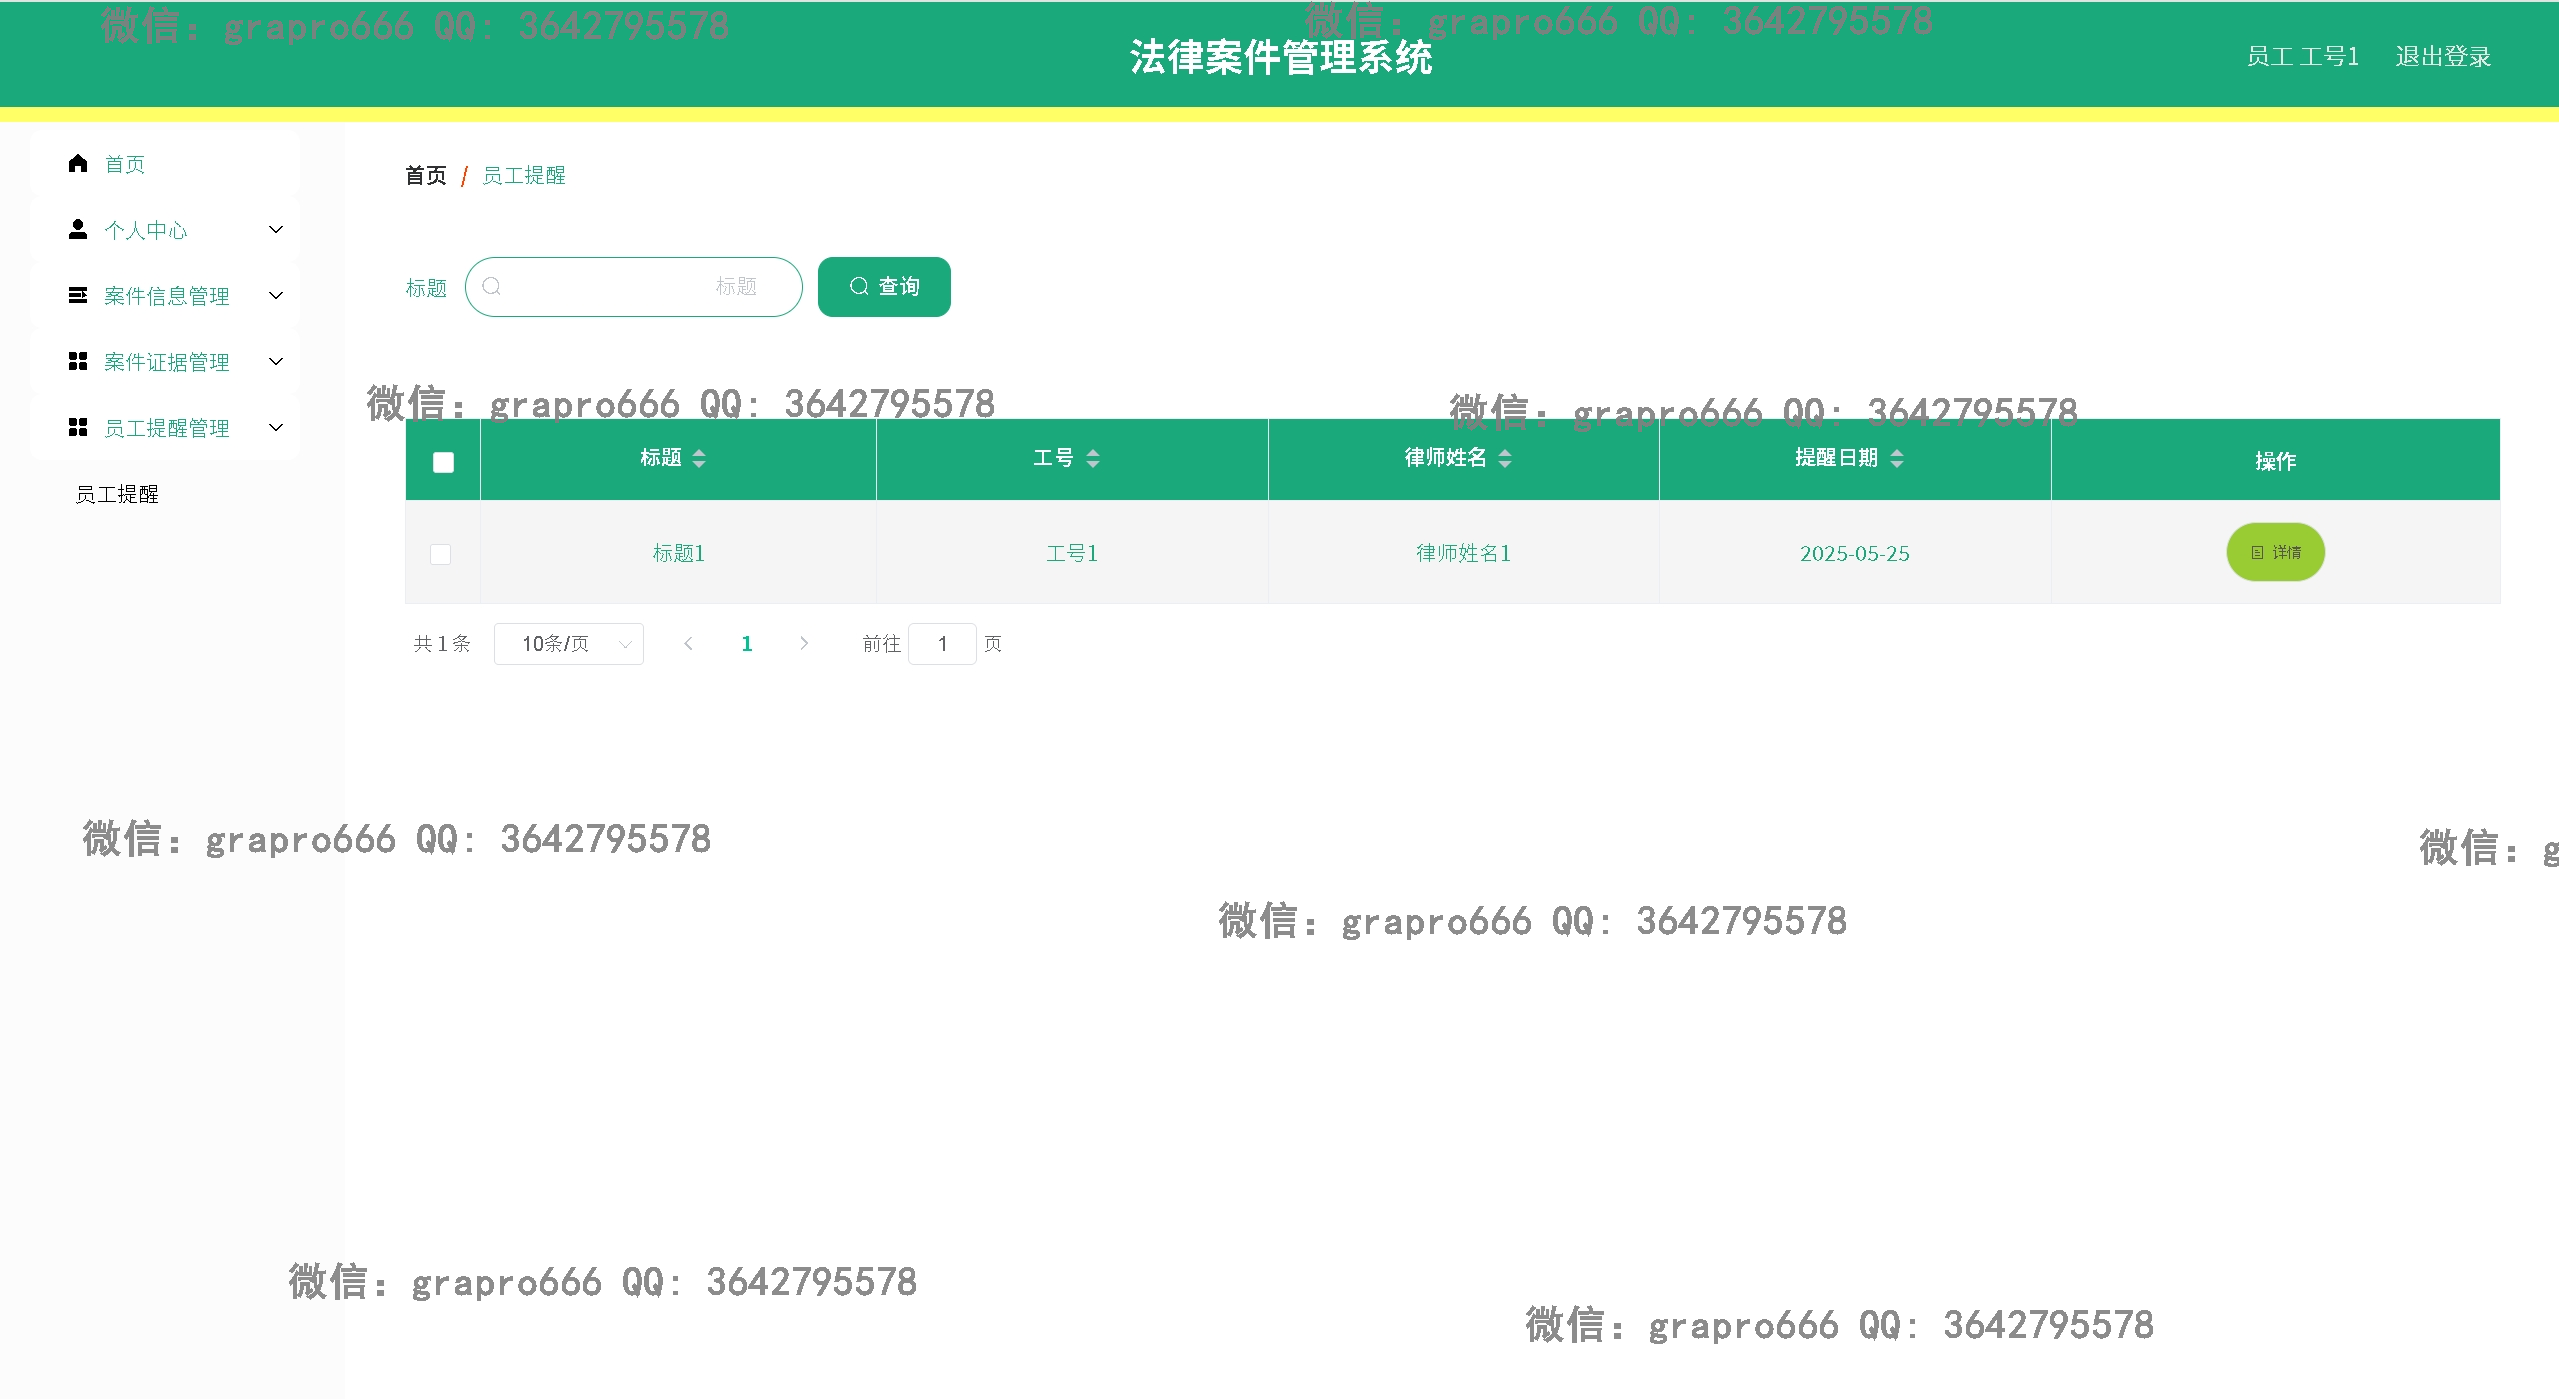 微信: grapro666 QQ: 3642795578
微信: grapro666 QQ: 3642795578
法律案件管理系统
员工 工号1 退出登录
首页
个人中心
案件信息管理
案件证据管理
员工提醒管理
员工提醒
首页 / 员工提醒
标题 标题 查询
微信: grapro666 QQ: 3642795578
微信: grapro666 QQ: 3642795578
标题 工号 律师姓名 提醒日期 操作
标题1 工号1 律师姓名1 2025-05-25 详情
共 1 条 10条/页 1 前往 1 页
微信: grapro666 QQ: 3642795578
微信: g
微信: grapro666 QQ: 3642795578
微信: grapro666 QQ: 3642795578
微信: grapro666 QQ: 3642795578